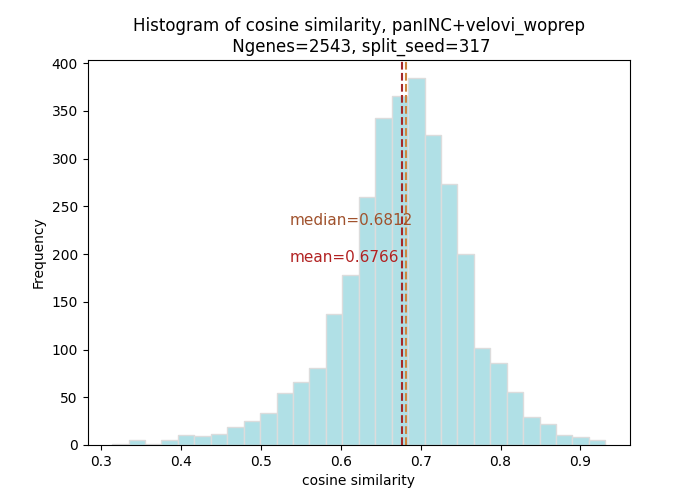 Histogram of cosine similarity, panINC+velovi_woprep
Ngenes=2543, split_seed=317
400
350
300
250
200
150
100
50
0
Frequency
median=0.6812
mean=0.6766
0.3 0.4 0.5 0.6 0.7 0.8 0.9
cosine similarity